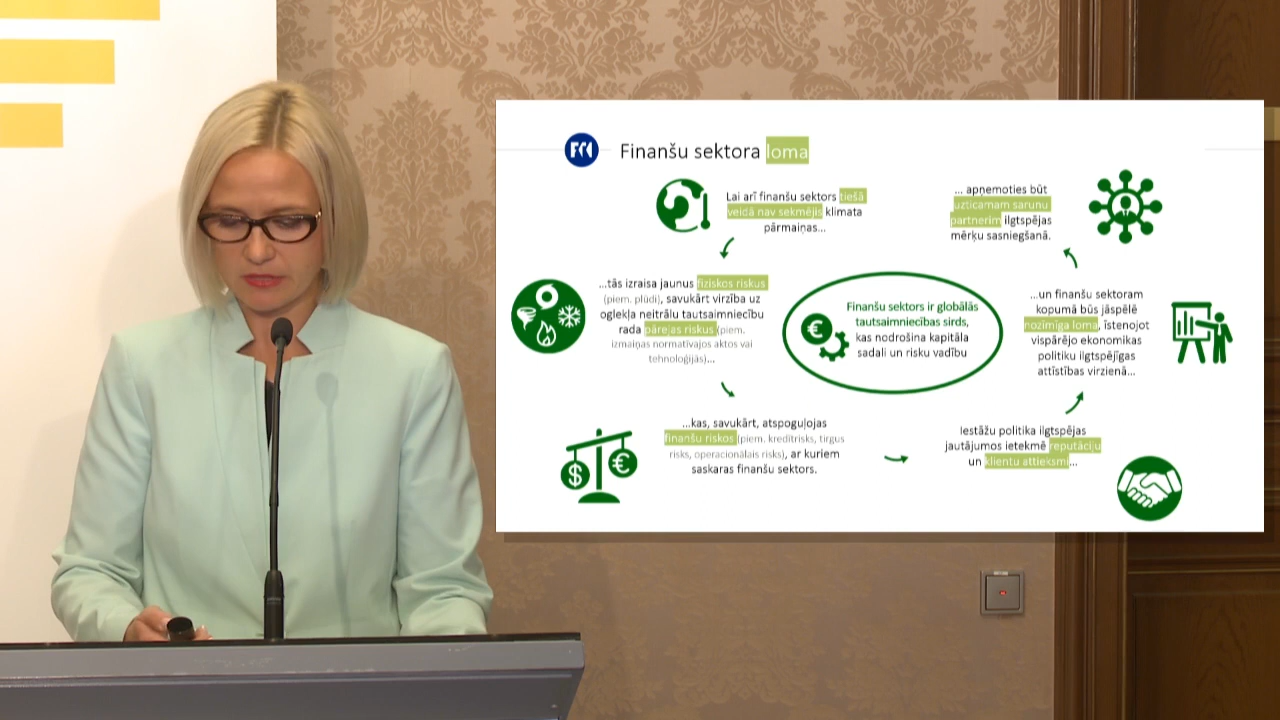 Finanšu sektora loma
Lai arī finanšu sektors tiešā
veidā nav sekmējis klimata
pārmaiņas...
...tās izraisa jaunus fiziskos riskus
(piem. plūdi), savukārt virzība uz
oglekļa neitrālu tautsaimniecību
rada pārejas riskus (piem.
izmaiņas normatīvajos aktos vai
tehnoloģijās)...
...kas, savukārt, atspoguļojas
finanšu riskos (piem. kredītrisks, tirgus
risks, operacionālais risks), ar kuriem
saskaras finanšu sektors.
Finanšu sektors ir globālās
tautsaimniecības sirds,
kas nodrošina kapitāla
sadali un risku vadību
Iestāžu politika ilgtspējas
jautājumos ietekmē reputāciju
un klientu attieksmi...
...un finanšu sektoram
kopumā būs jāspēlē
nozīmīga loma, īstenojot
vispārējo ekonomikas
politiku ilgtspējīgas
attīstības virzienā...
... apņemoties būt
uzticamam sarunu
partnerim ilgtspējas
mērķu sasniegšanā.